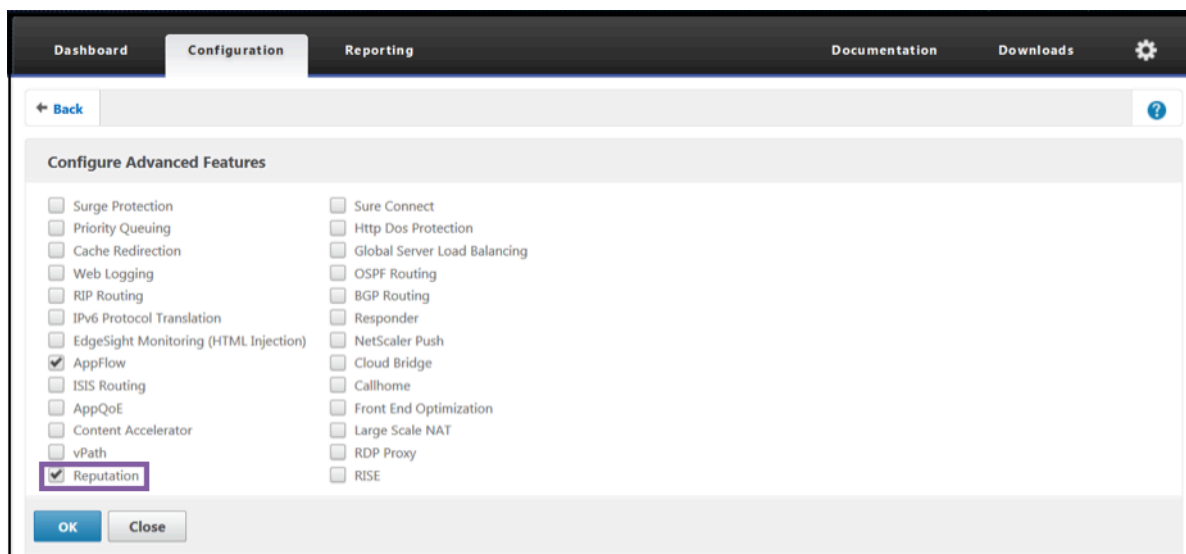 Dashboard Configuration Reporting Documentation Downloads
Back
?
Configure Advanced Features
Surge Protection
Priority Queuing
Cache Redirection
Web Logging
RIP Routing
IPv6 Protocol Translation
EdgeSight Monitoring (HTML Injection)
AppFlow
ISIS Routing
AppQoE
Content Accelerator
vPath
Reputation
Sure Connect
Http Dos Protection
Global Server Load Balancing
OSPF Routing
BGP Routing
Responder
NetScaler Push
Cloud Bridge
Callhome
Front End Optimization
Large Scale NAT
RDP Proxy
RISE
OK Close